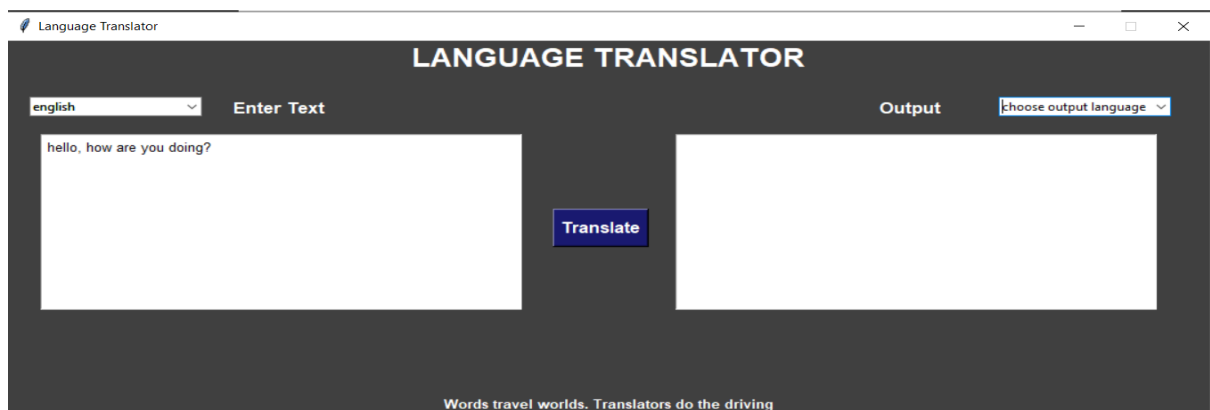 Language Translator
LANGUAGE TRANSLATOR
english Enter Text Output choose output language
hello, how are you doing?
Translate
Words travel worlds. Translators do the driving